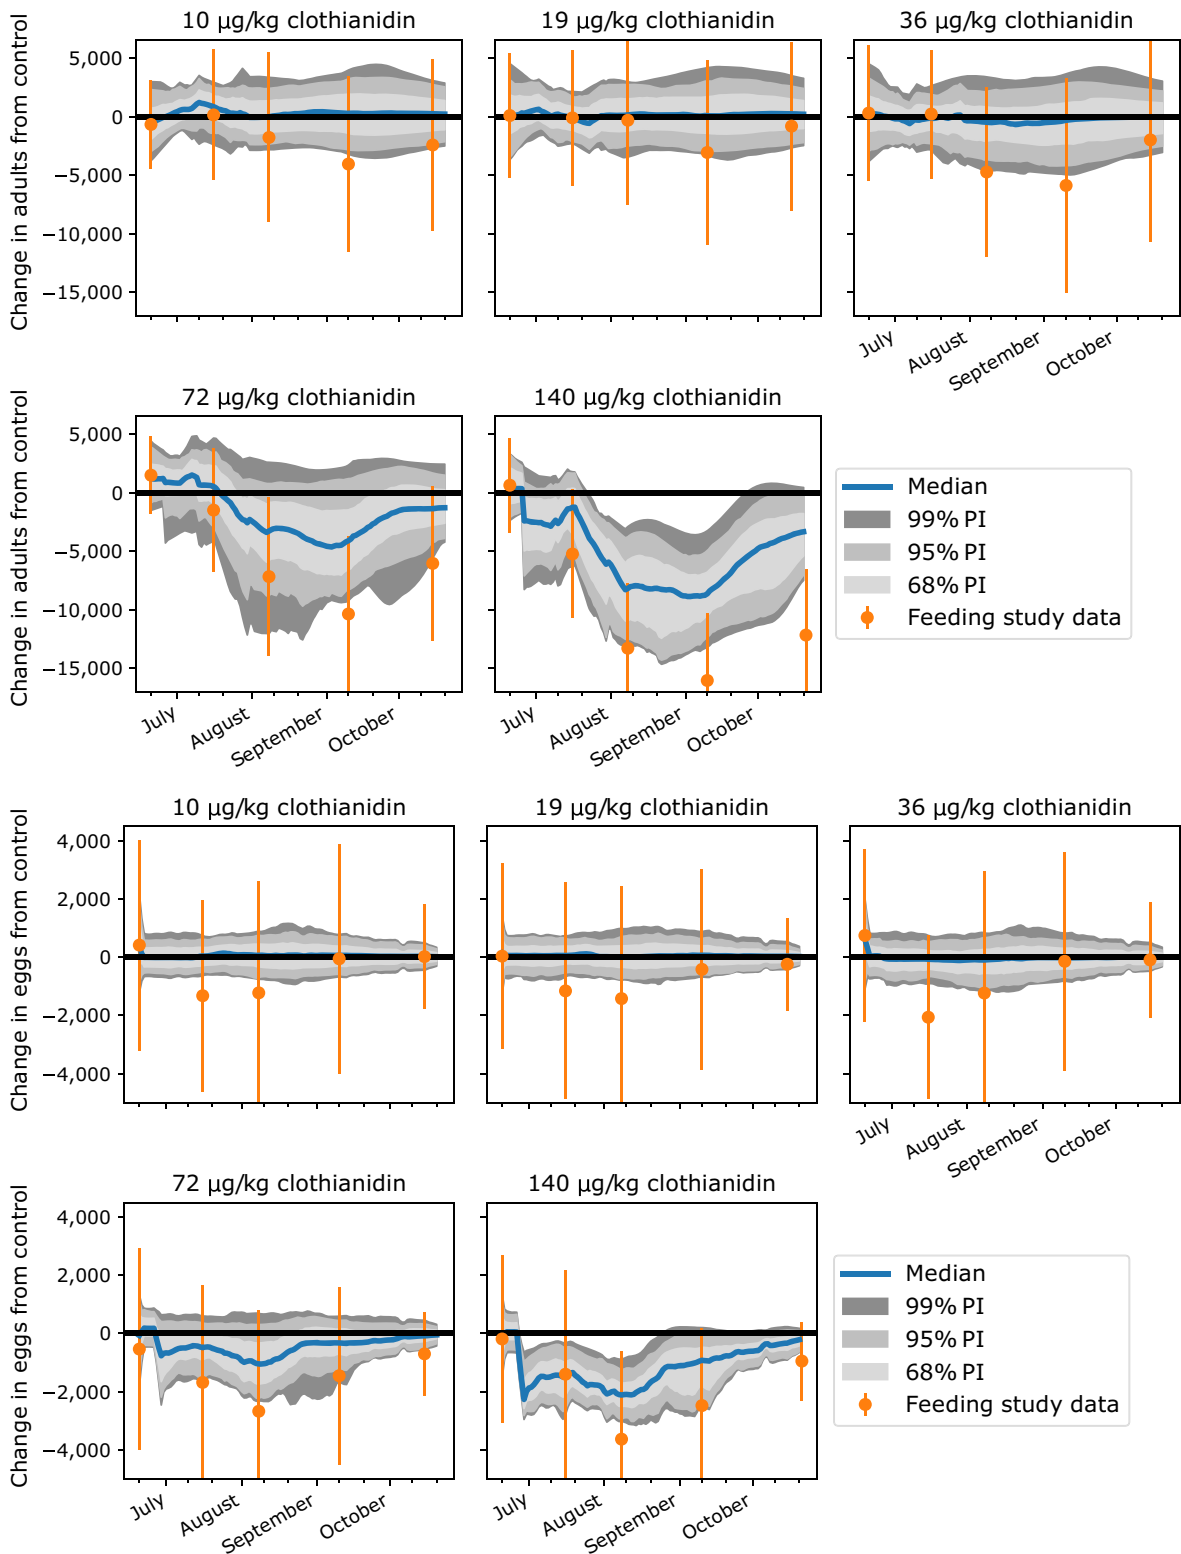 10 µg/kg clothianidin
19 µg/kg clothianidin
36 µg/kg clothianidin
Change in adults from control
5,000
0
−5,000
−10,000
−15,000
July
August
September
October
72 µg/kg clothianidin
140 µg/kg clothianidin
Change in adults from control
5,000
0
−5,000
−10,000
−15,000
July
August
September
October
July
August
September
October
Median
99% PI
95% PI
68% PI
Feeding study data
10 µg/kg clothianidin
19 µg/kg clothianidin
36 µg/kg clothianidin
Change in eggs from control
4,000
2,000
0
−2,000
−4,000
July
August
September
October
72 µg/kg clothianidin
140 µg/kg clothianidin
Change in eggs from control
4,000
2,000
0
−2,000
−4,000
July
August
September
October
July
August
September
October
Median
99% PI
95% PI
68% PI
Feeding study data